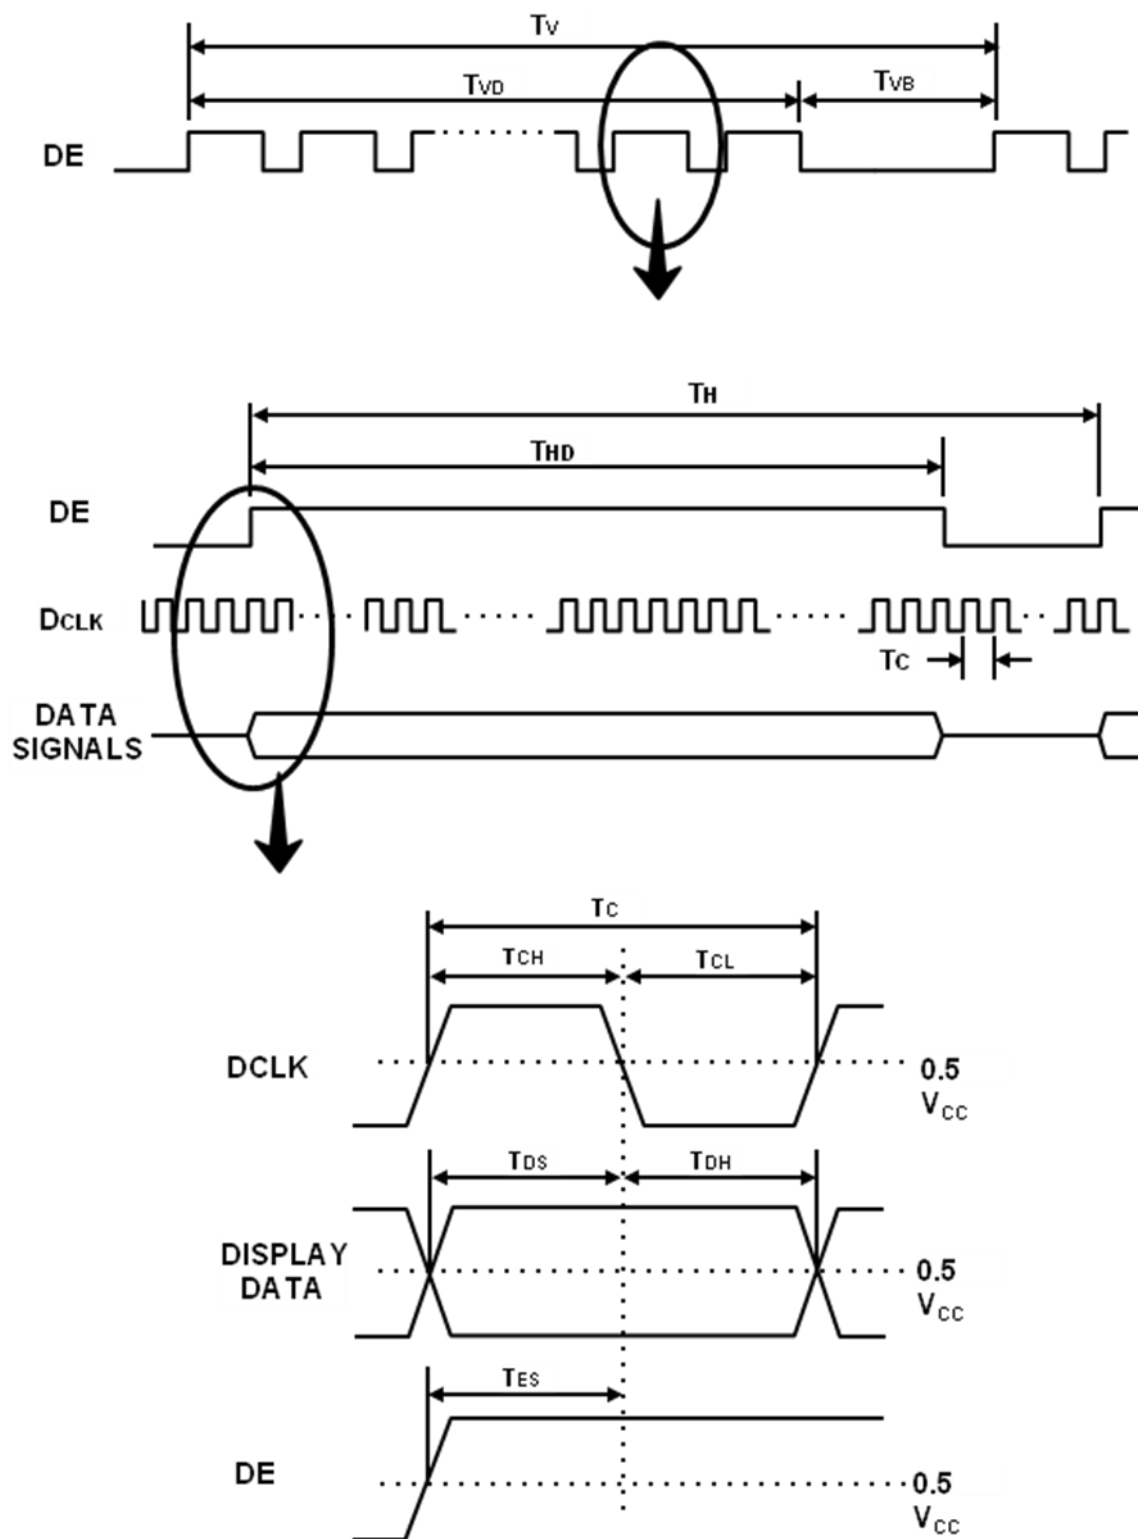 TV
TVD
TVB
DE
TH
THD
DE
DCLK
TC
DATA
SIGNALS
TC
TCH
TCL
DCLK
0.5
VCC
TDS
TDH
DISPLAY
DATA
0.5
VCC
TES
DE
0.5
VCC